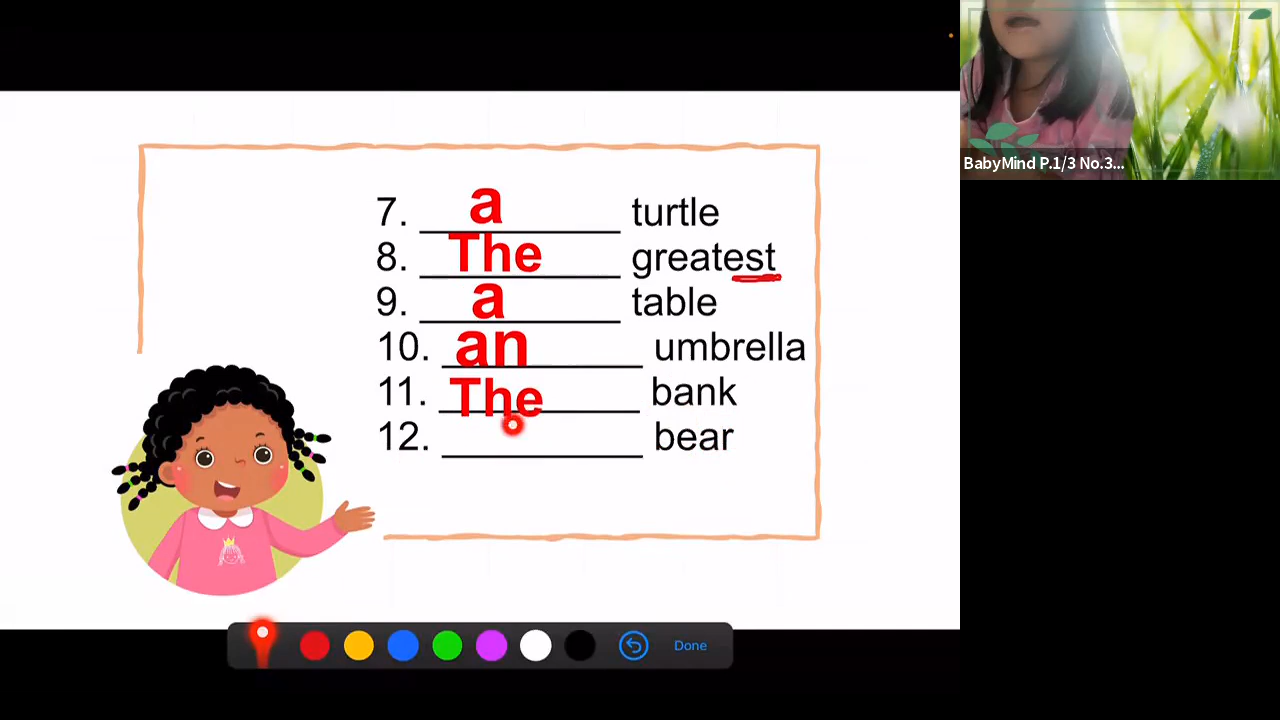 7. a turtle
8. The greatest
9. a table
10. an umbrella
11. The bank
12. bear
BabyMind P.1/3 No.3...
Done